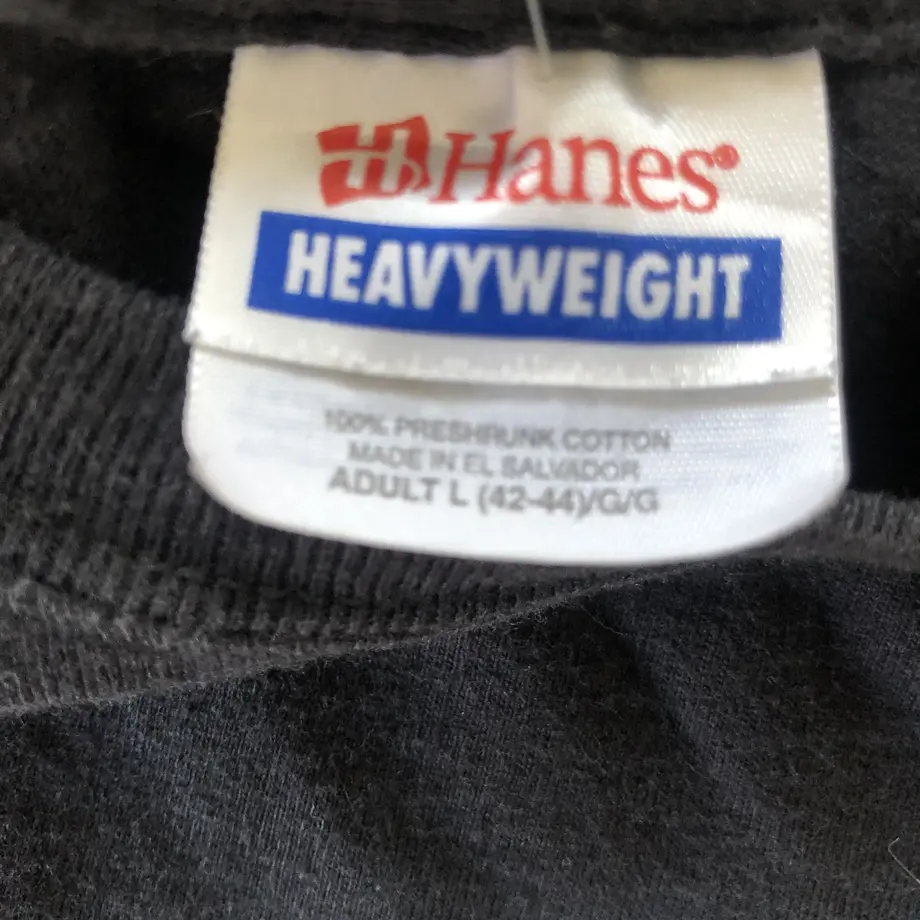 H Hanes®
HEAVYWEIGHT
100% PRESHRUNK COTTON
MADE IN EL SALVADOR
ADULT L (42-44)/G/G